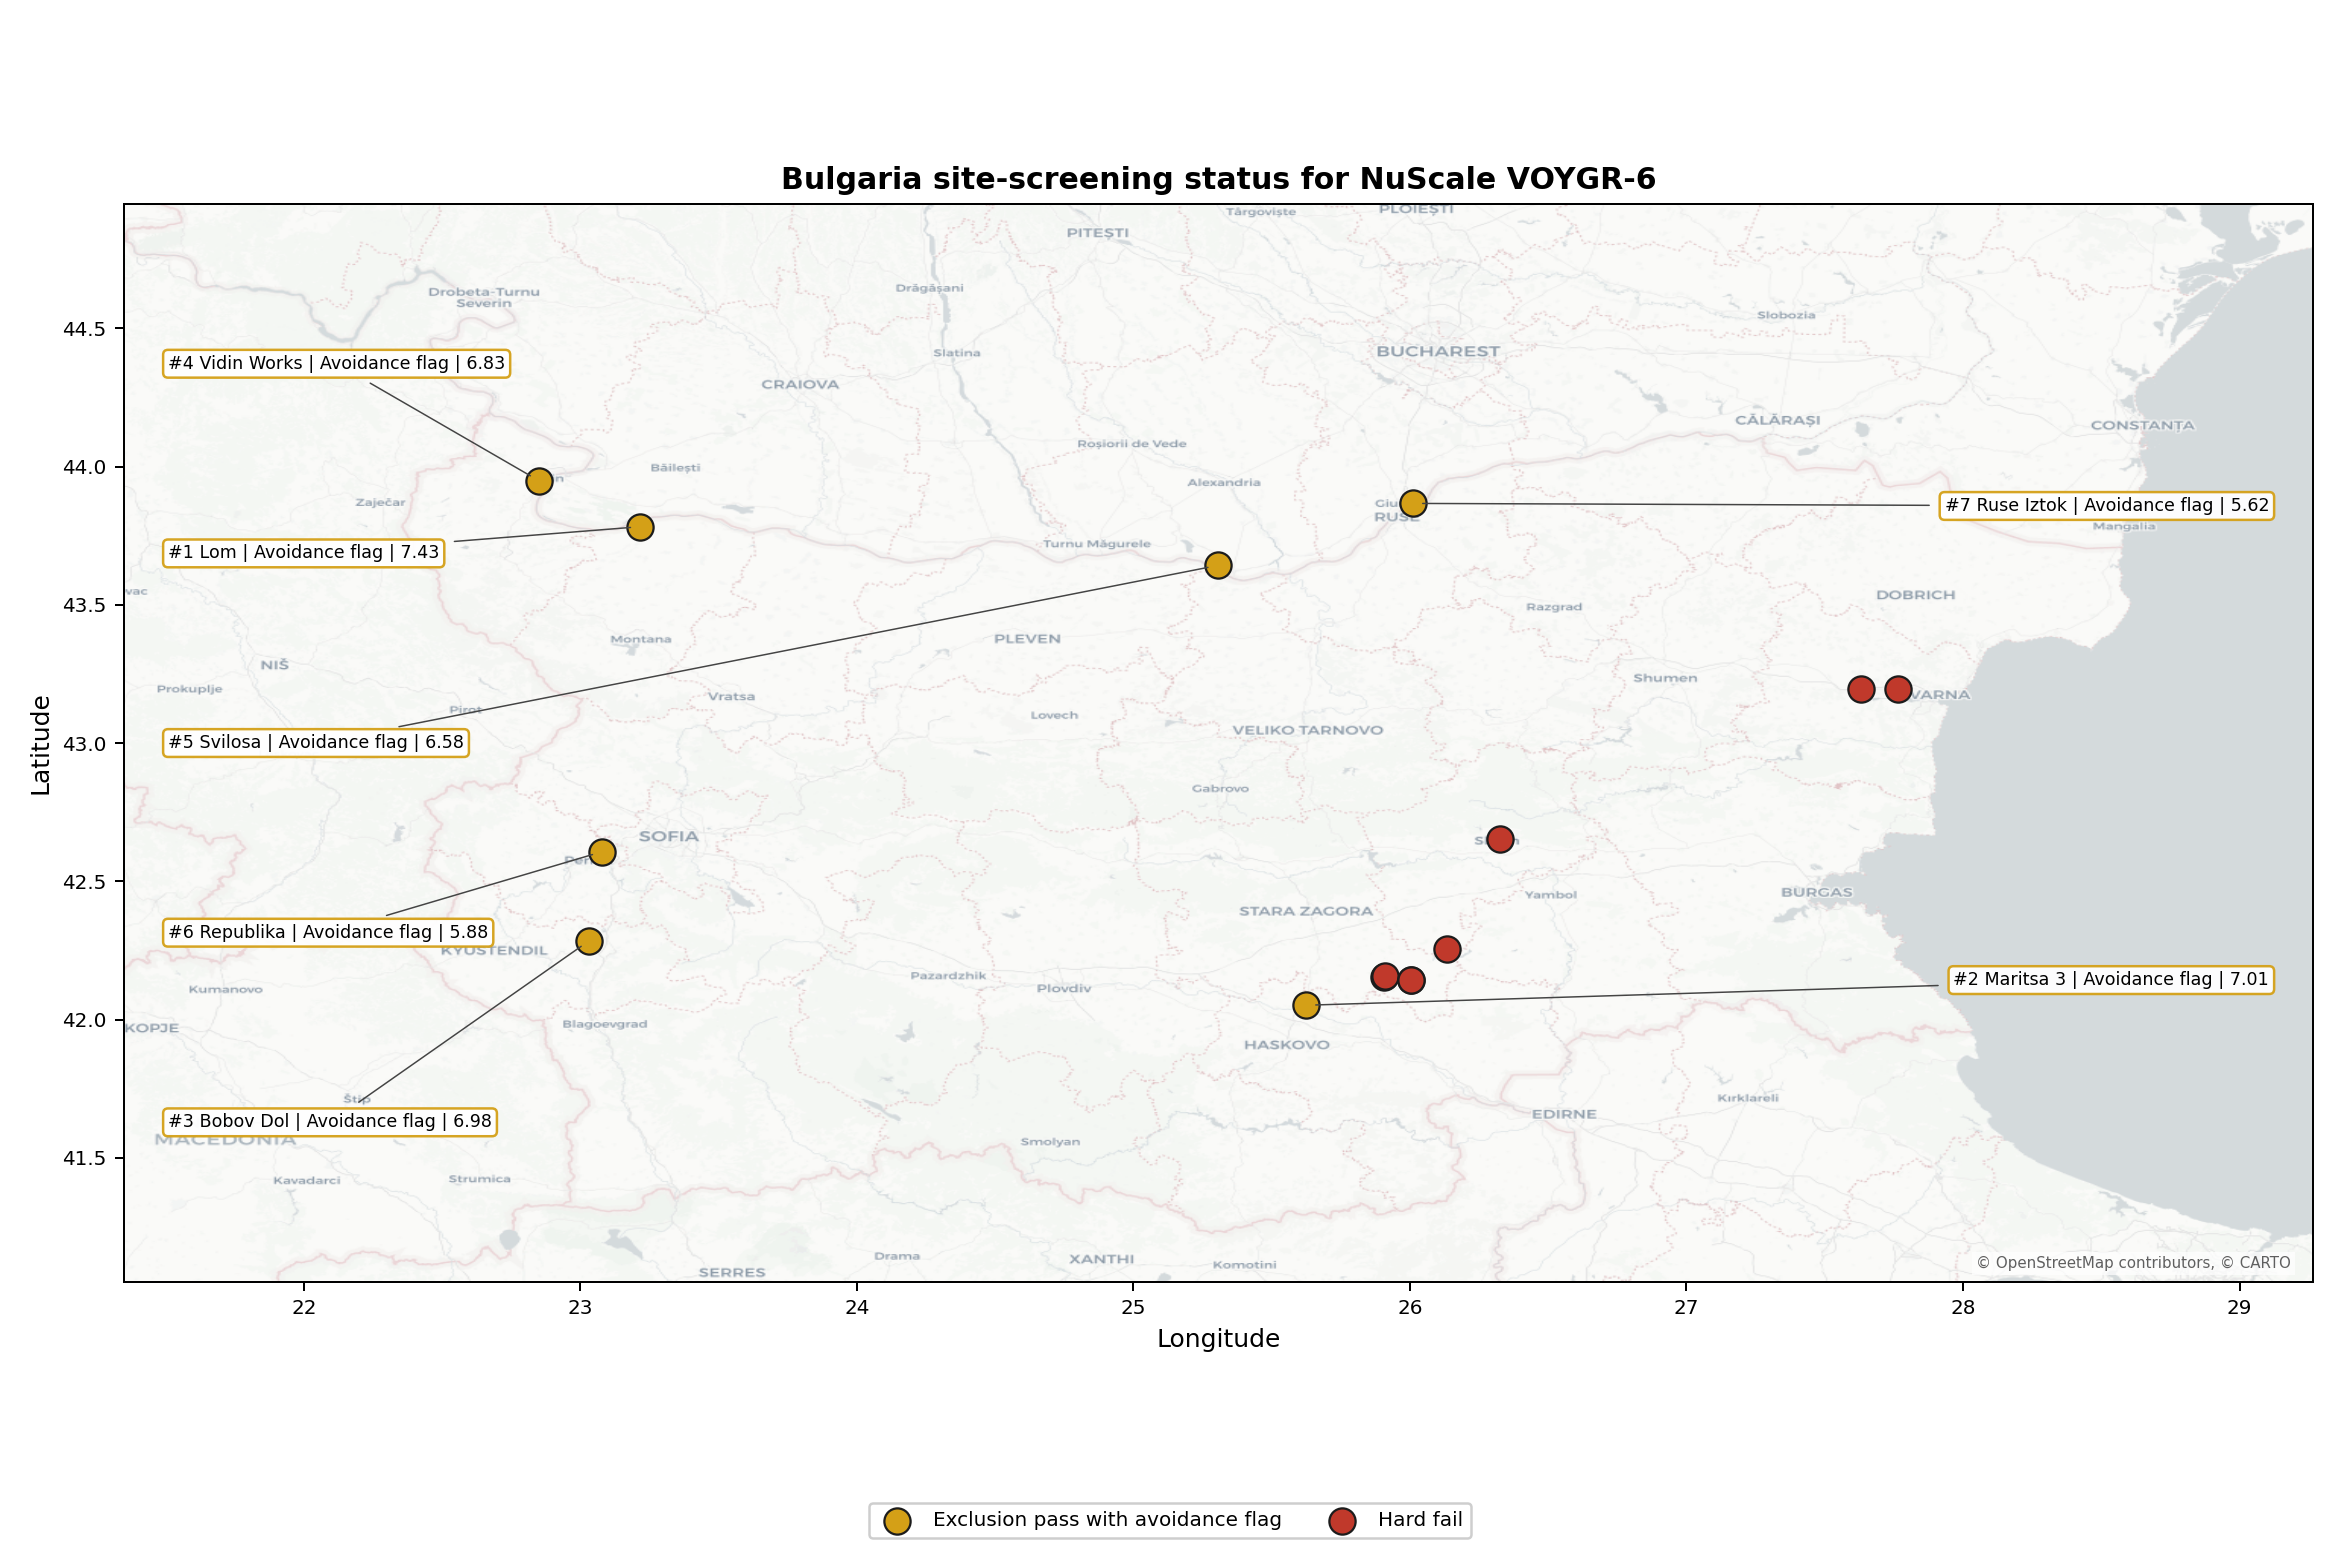 Bulgaria site-screening status for NuScale VOYGR-6
Târgoviște
PLOIEȘTI
PITEȘTI
Drăgășani
Drobeta-Turnu
Severin
Slobozia
44.5
Slatina
BUCHAREST
#4 Vidin Works | Avoidance flag | 6.83
CRAIOVA
CĂLĂRAȘI
CONSTANȚA
Roșiorii de Vede
44.0
Băilești
Alexandria
Zaječar
#7 Ruse Iztok | Avoidance flag | 5.62
RUSE
Mangalia
Turnu Măgurele
#1 Lom | Avoidance flag | 7.43
43.5
DOBRICH
Razgrad
Montana
PLEVEN
NIŠ
Shumen
Prokuplje
Vratsa
VARNA
Pirot
Lovech
VELIKO TARNOVO
43.0
#5 Svilosa | Avoidance flag | 6.58
Gabrovo
SOFIA
42.5
Yambol
BURGAS
STARA ZAGORA
#6 Republika | Avoidance flag | 5.88
KYUSTENDIL
Pazardzhik
Plovdiv
#2 Maritsa 3 | Avoidance flag | 7.01
Kumanovo
42.0
KOPJE
Blagoevgrad
HASKOVO
Štip
Kırklareli
#3 Bobov Dol | Avoidance flag | 6.98
EDIRNE
MACEDONIA
Smolyan
41.5
Kavadarci
Strumica
Drama
XANTHI
Komotini
SERRES
© OpenStreetMap contributors, © CARTO
22 23 24 25 26 27 28 29
Longitude
Latitude
Exclusion pass with avoidance flag
Hard fail